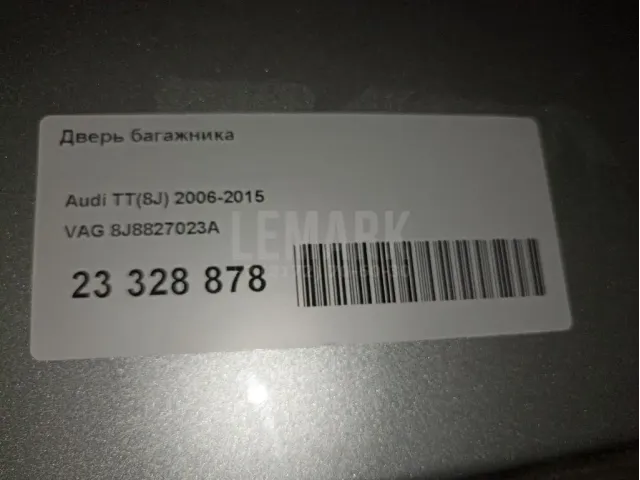 Дверь багажника
Audi TT(8J) 2006-2015
VAG 8J8827023A
LEMARK
23 328 878